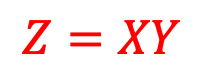 Z = XY